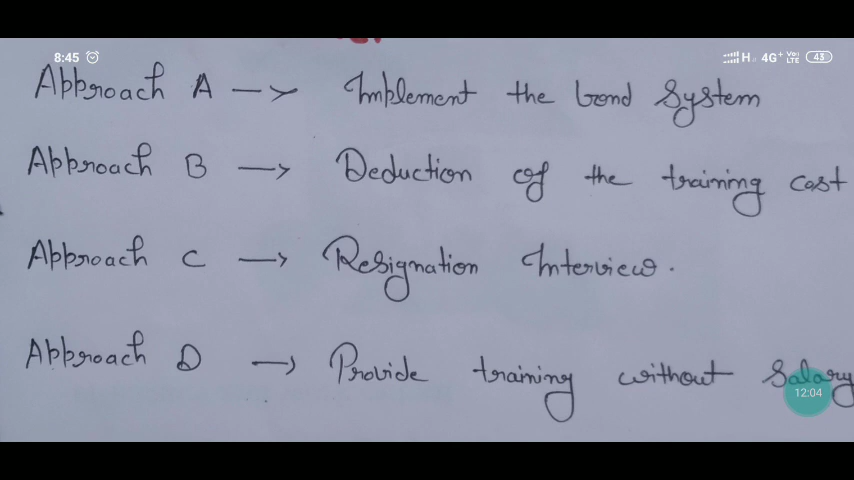 8:45 H 4G+ VoLTE 43
Approach A → Implement the bond System
Approach B → Deduction of the training cost
Approach C → Resignation Interview.
Approach D → Provide training without Salary
12:04